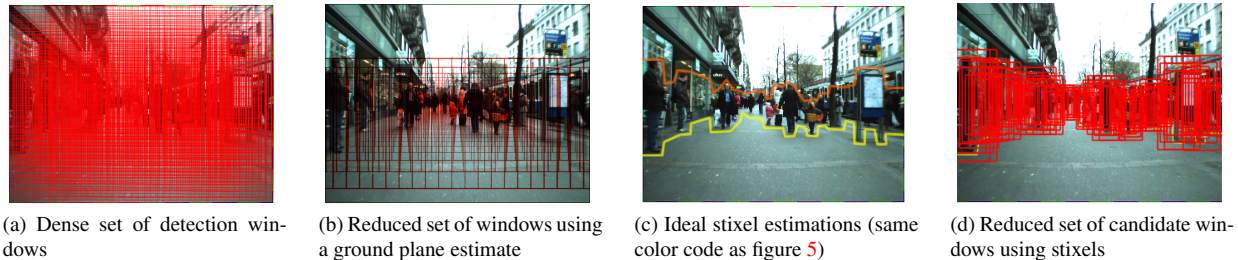 (a) Dense set of detection win-
dows
(b) Reduced set of windows using
a ground plane estimate
(c) Ideal stixel estimations (same
color code as figure 5)
(d) Reduced set of candidate win-
dows using stixels